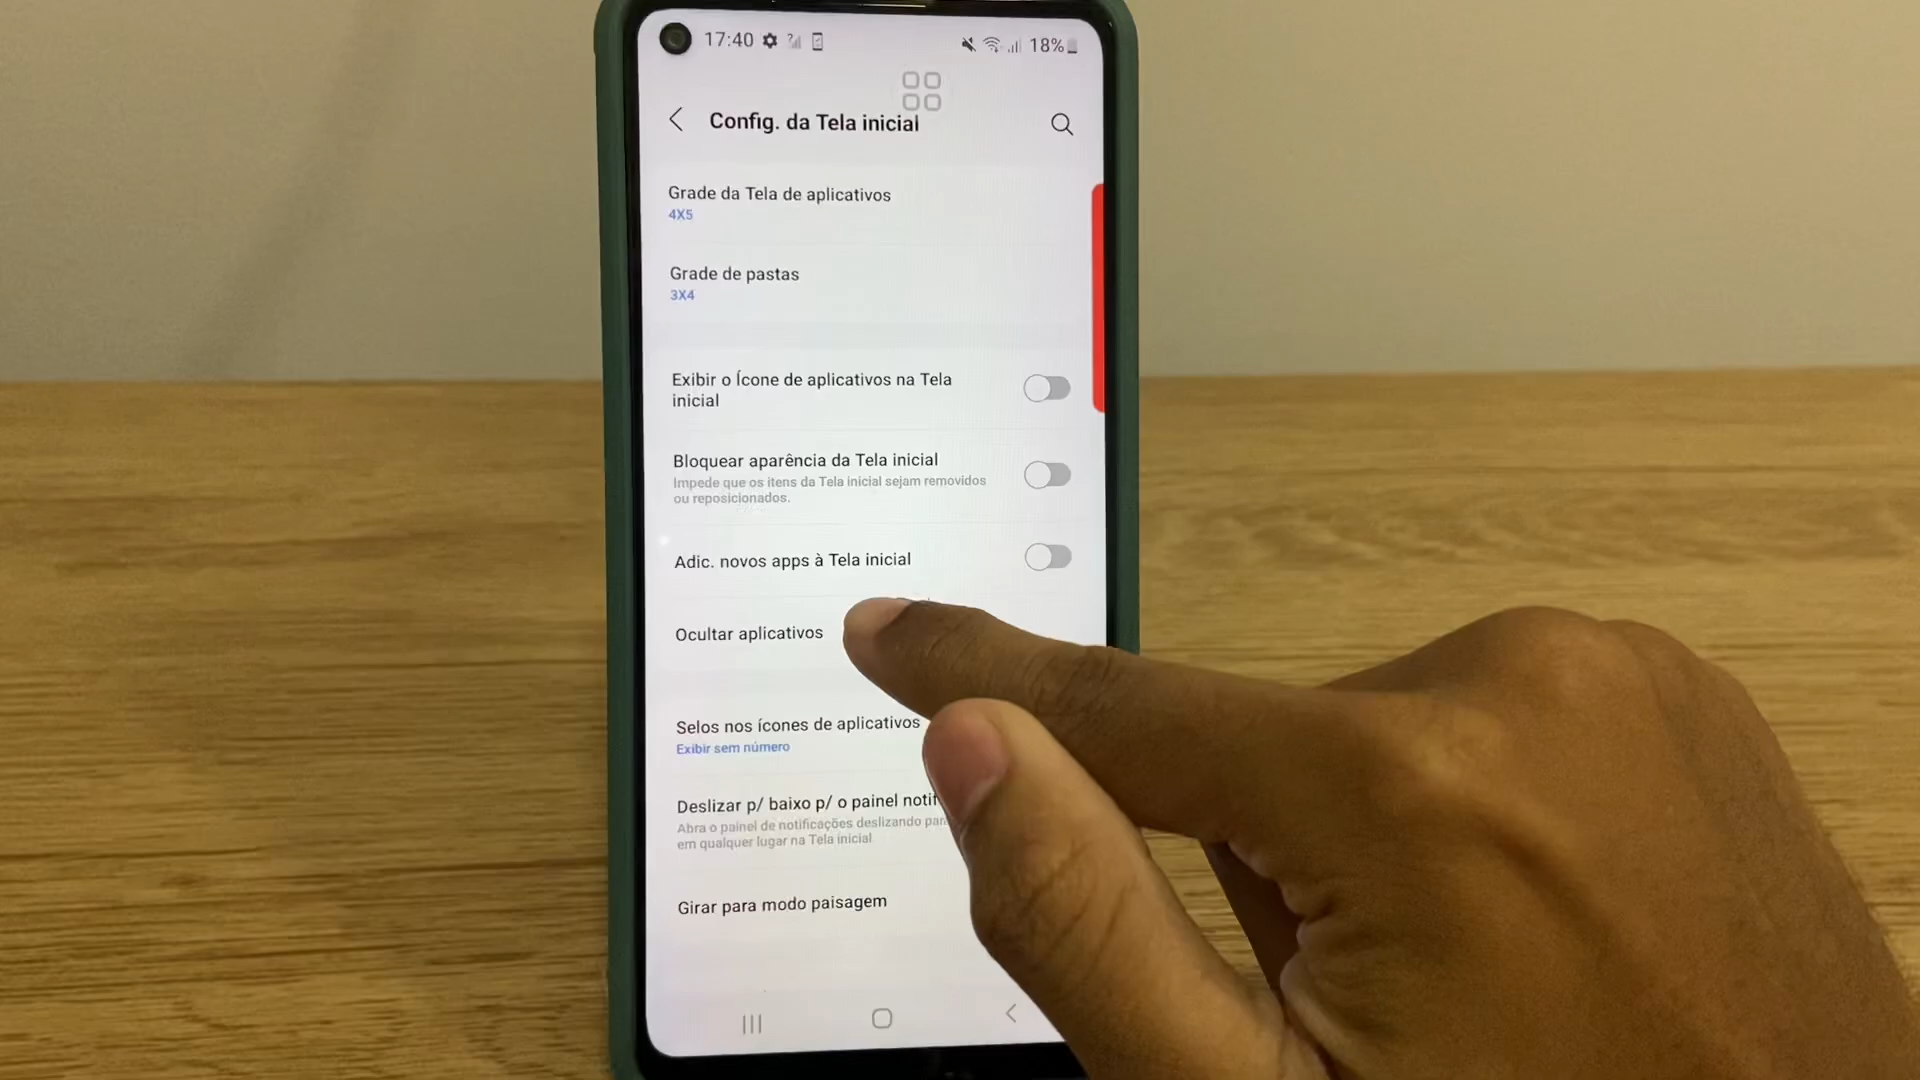 17:40
18%
Config. da Tela inicial
Grade da Tela de aplicativos
4X5
Grade de pastas
3X4
Exibir o Ícone de aplicativos na Tela
inicial
Bloquear aparência da Tela inicial
Impede que os itens da Tela inicial sejam removidos
ou reposicionados.
Adic. novos apps à Tela inicial
Ocultar aplicativos
Selos nos ícones de aplicativos
Exibir sem número
Deslizar p/ baixo p/ o painel
Abra o painel de notificações deslizando
em qualquer lugar na Tela inicial
Girar para modo paisagem